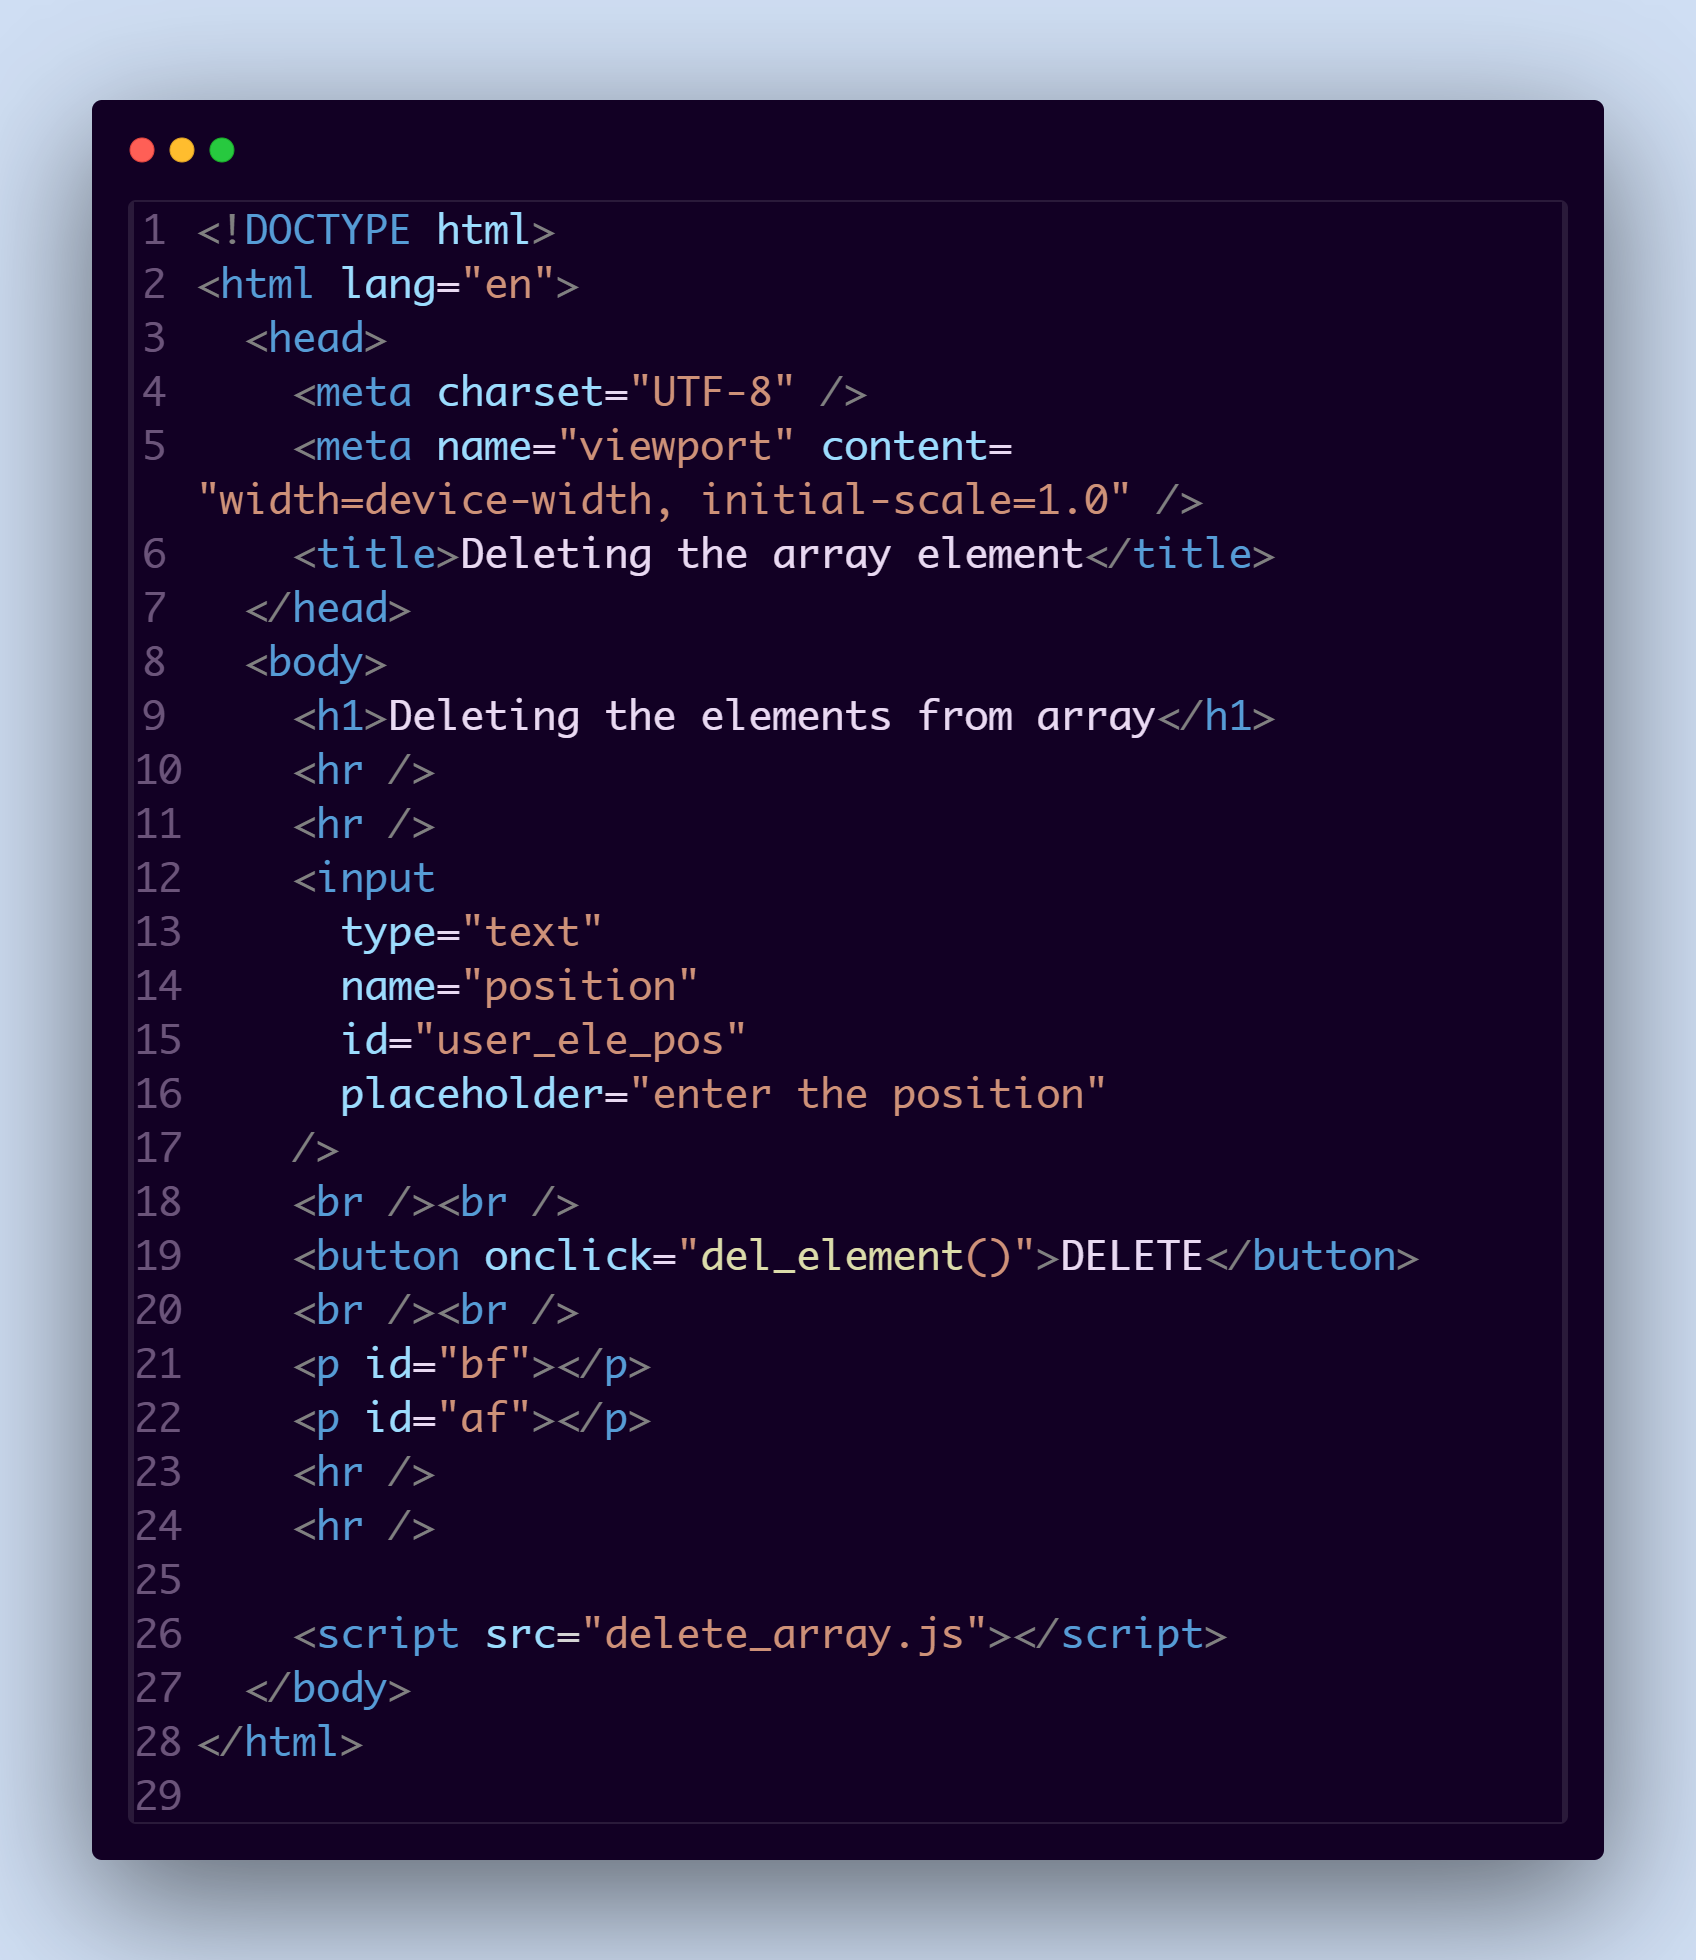 1 <!DOCTYPE html>
2 <html lang="en">
3   <head>
4     <meta charset="UTF-8" />
5     <meta name="viewport" content=
"width=device-width, initial-scale=1.0" />
6     <title>Deleting the array element</title>
7   </head>
8   <body>
9     <h1>Deleting the elements from array</h1>
10     <hr />
11     <hr />
12     <input
13       type="text"
14       name="position"
15       id="user_ele_pos"
16       placeholder="enter the position"
17     />
18     <br /><br />
19     <button onclick="del_element()">DELETE</button>
20     <br /><br />
21     <p id="bf"></p>
22     <p id="af"></p>
23     <hr />
24     <hr />
25
26     <script src="delete_array.js"></script>
27   </body>
28 </html>
29